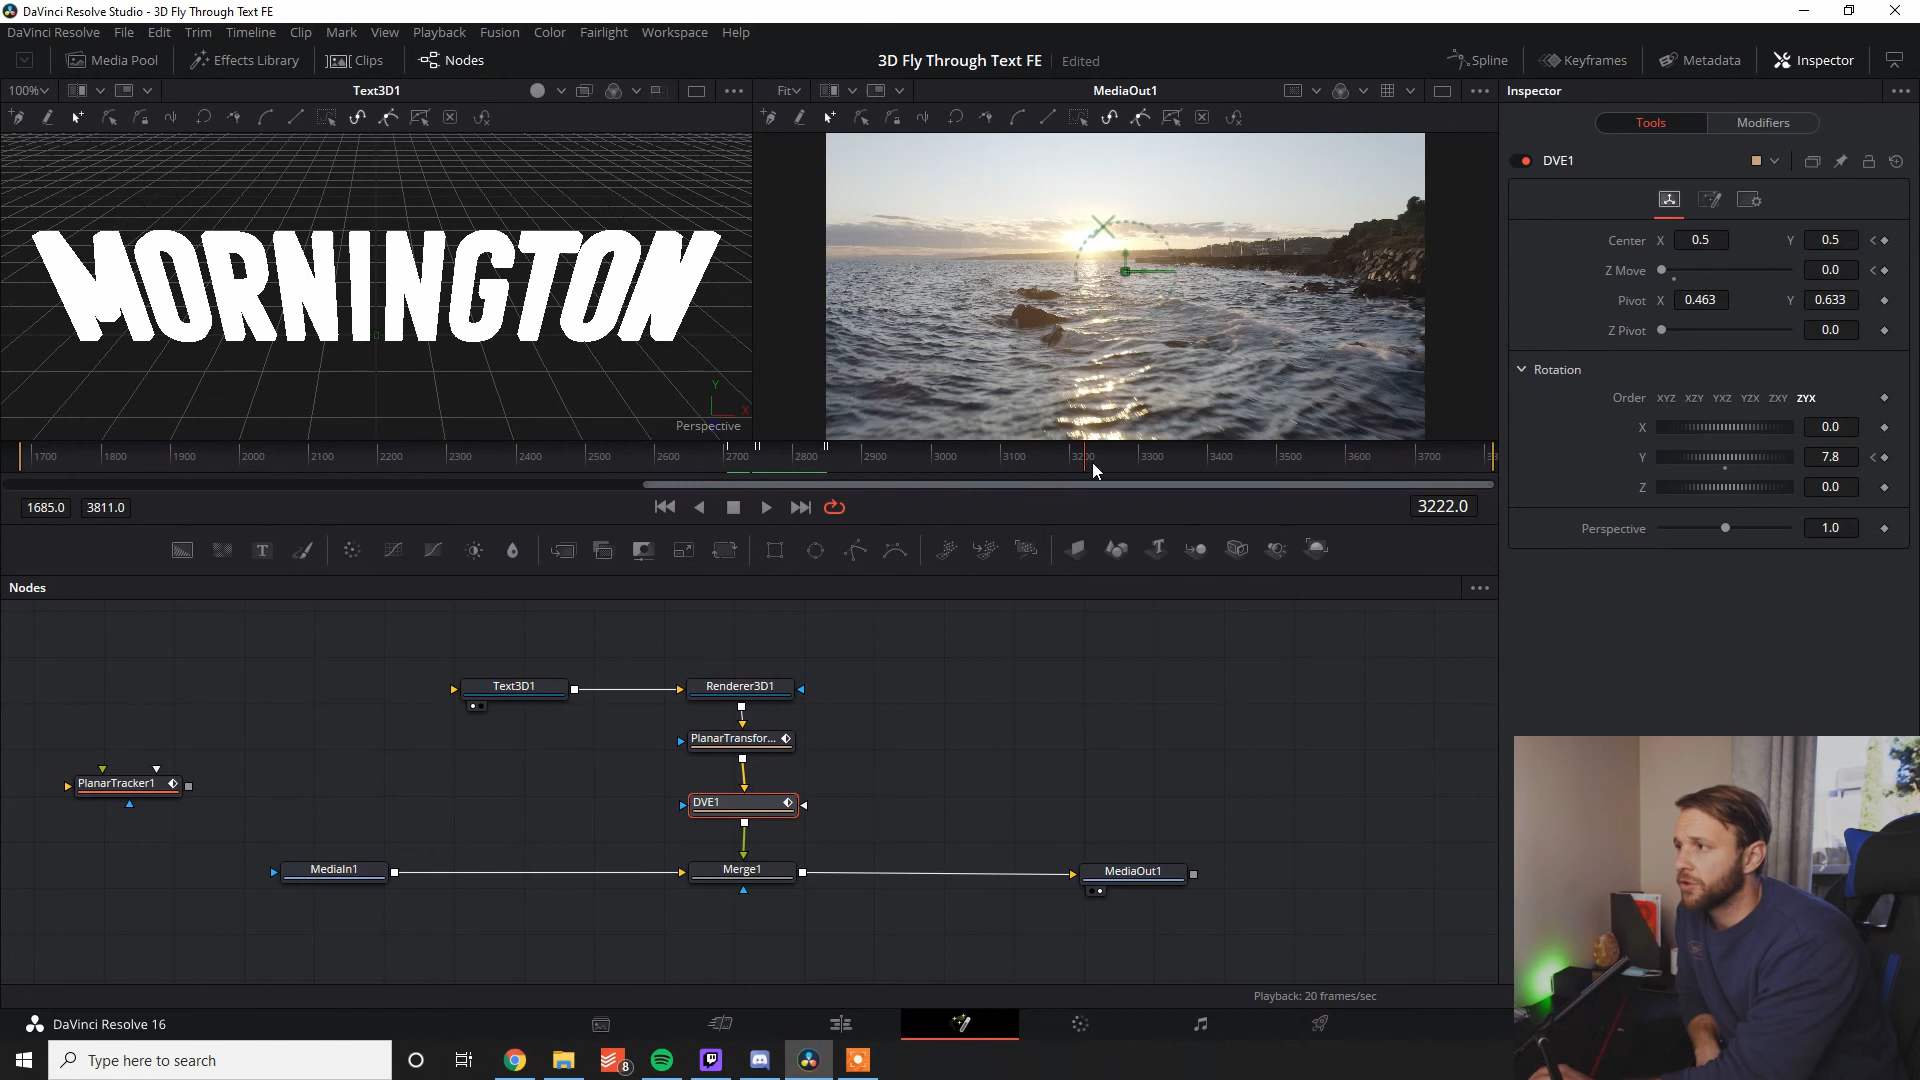 DaVinci Resolve Studio - 3D Fly Through Text FE
DaVinci Resolve File Edit Trim Timeline Clip Mark View Playback Fusion Color Fairlight Workspace Help
Media Pool Effects Library Clips Nodes 3D Fly Through Text FE Edited Spline Keyframes Metadata Inspector
100% Text3D1 Fit MediaOut1 Inspector
Tools Modifiers
DVE1
Center X 0.5 Y 0.5
Z Move 0.0
Pivot X 0.463 Y 0.633
Z Pivot 0.0
Rotation
Order XYZ XZY YXZ YZX ZXY ZYX
X 0.0
Y 7.8
Z 0.0
Perspective 1.0
MORNINGTON
Y
X
Perspective
1700 1800 1900 2000 2100 2200 2300 2400 2500 2600 2700 2800 2900 3000 3100 3200 3300 3400 3500 3600 3700
1685.0 3811.0 3222.0
T
Nodes
Text3D1 Renderer3D1
PlanarTransfor...
PlanarTracker1
DVE1
MediaIn1 Merge1 MediaOut1
Playback: 20 frames/sec
DaVinci Resolve 16
Type here to search
8